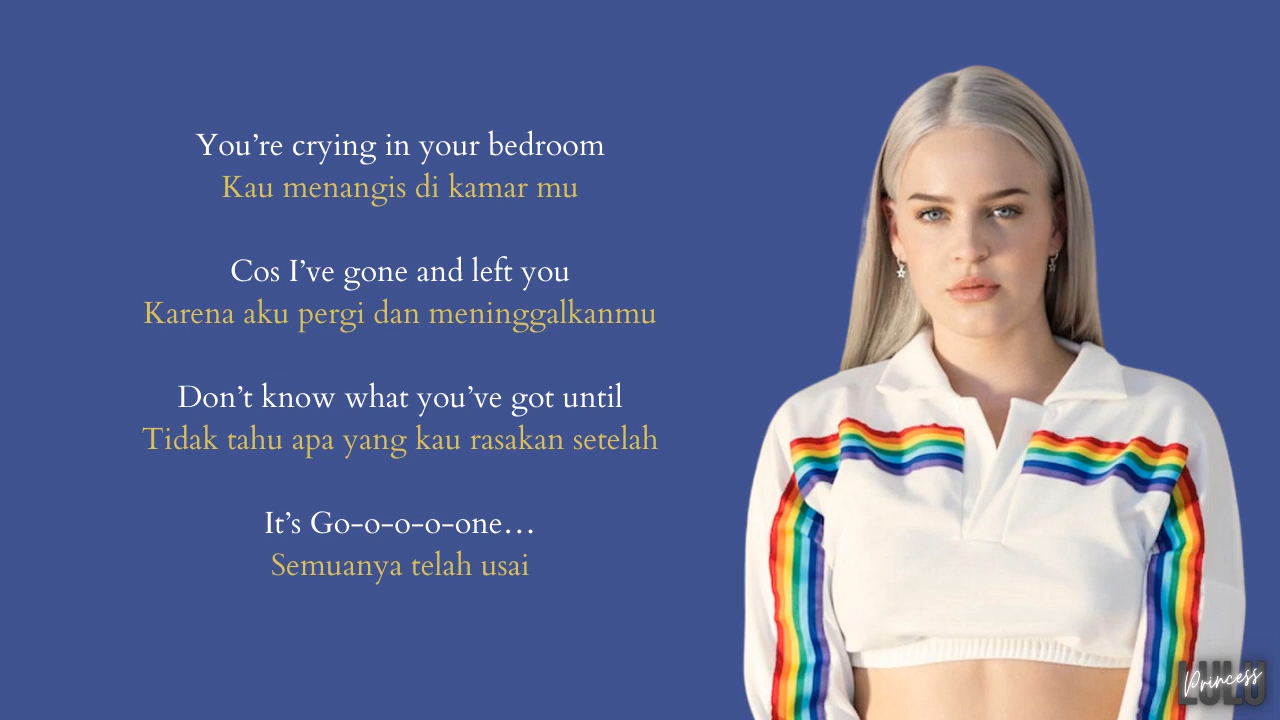 You’re crying in your bedroom
Kau menangis di kamar mu
Cos I’ve gone and left you
Karena aku pergi dan meninggalkanmu
Don’t know what you’ve got until
Tidak tahu apa yang kau rasakan setelah
It’s Go-o-o-o-one…
Semuanya telah usai
LULU
Princess